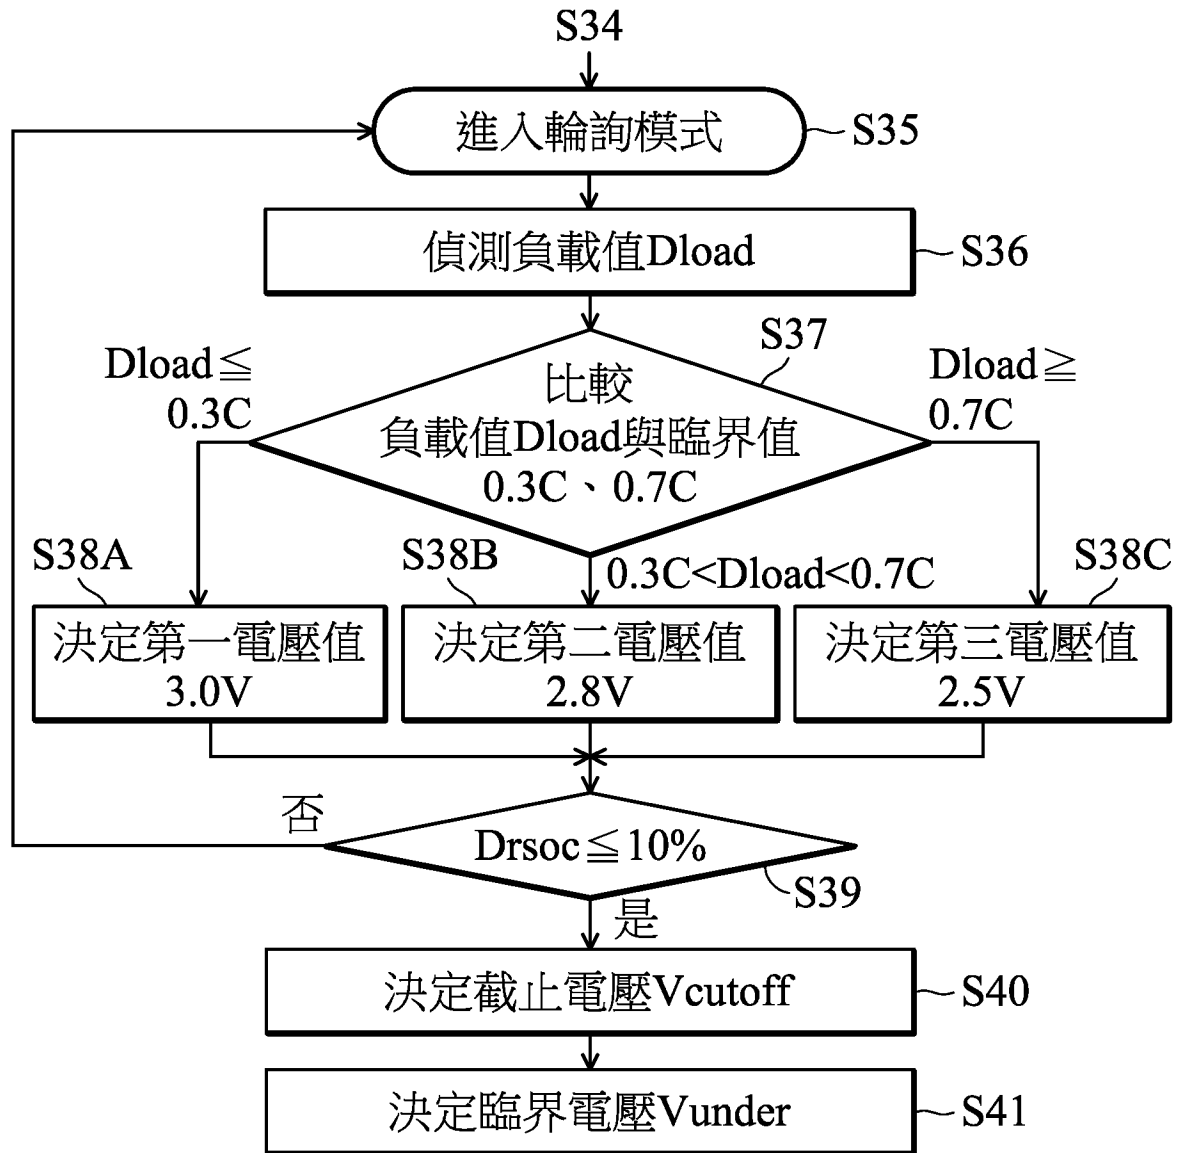 S34
進入輪詢模式
S35
偵測負載值Dload
S36
S37
Dload≦
0.3C
比較
負載值Dload與臨界值
0.3C、0.7C
Dload≧
0.7C
S38A
S38B
0.3C<Dload<0.7C
S38C
決定第一電壓值
3.0V
決定第二電壓值
2.8V
決定第三電壓值
2.5V
否
Drsoc≦10%
S39
是
決定截止電壓Vcutoff
S40
決定臨界電壓Vunder
S41